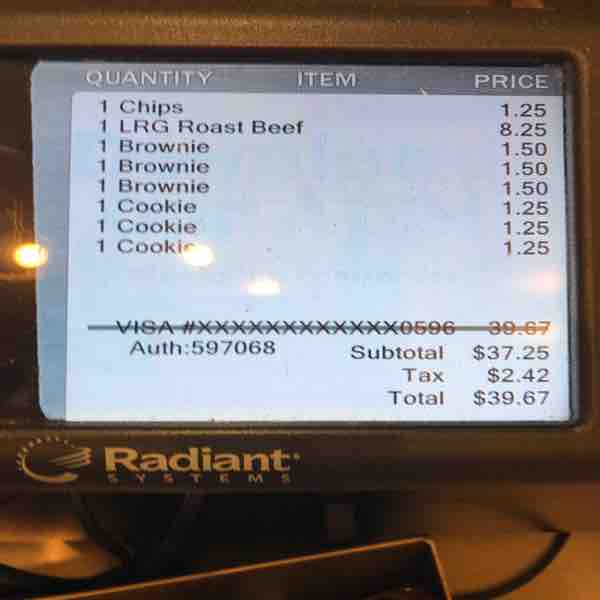 QUANTITY ITEM PRICE
1 Chips 1.25
1 LRG Roast Beef 8.25
1 Brownie 1.50
1 Brownie 1.50
1 Brownie 1.50
1 Cookie 1.25
1 Cookie 1.25
1 Cookie 1.25
VISA #XXXXXXXXXXXX0596 39.67
Auth:597068 Subtotal $37.25
Tax $2.42
Total $39.67
Radiant
SYSTEMS